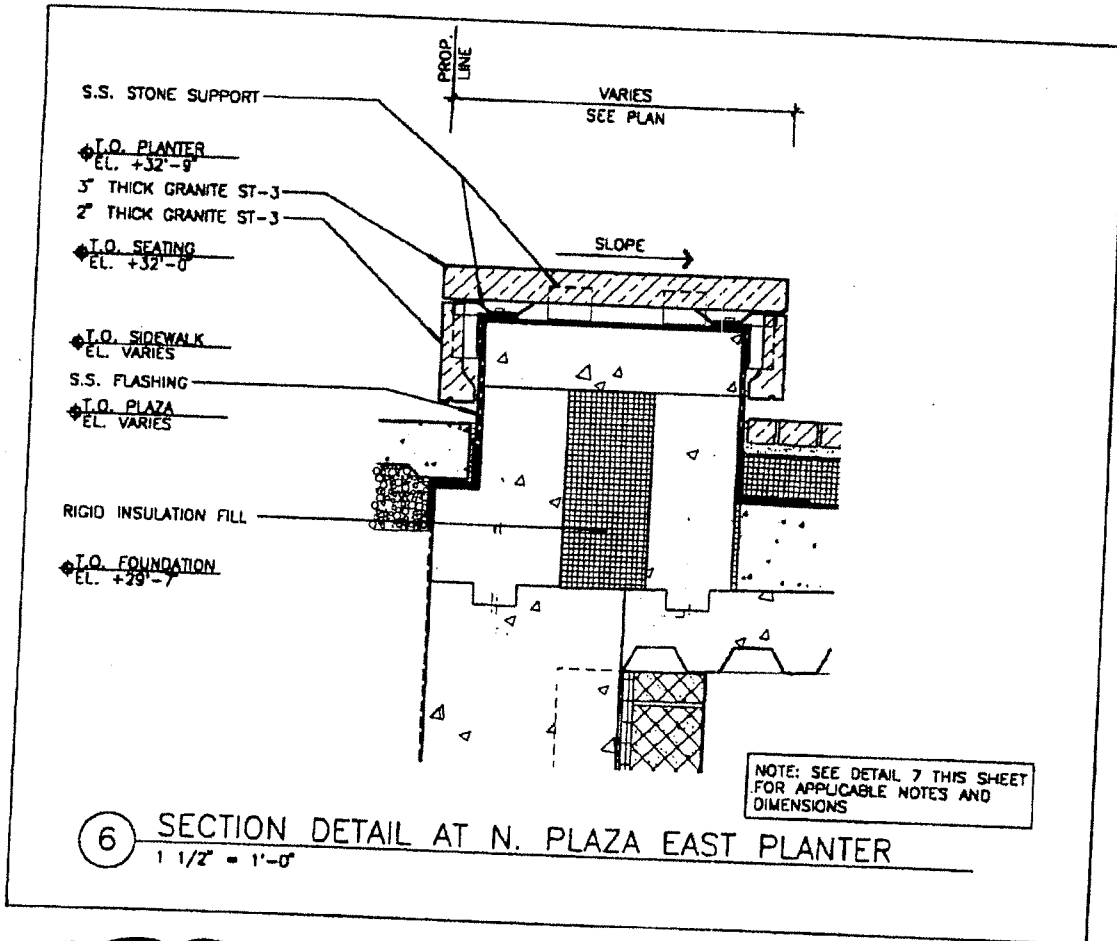 PROP.
LINE
VARIES
SEE PLAN
S.S. STONE SUPPORT
T.O. PLANTER
EL. +32'-9"
3" THICK GRANITE ST-3
2" THICK GRANITE ST-3
SLOPE
T.O. SEATING
EL. +32'-0"
T.O. SIDEWALK
EL. VARIES
S.S. FLASHING
T.O. PLAZA
EL. VARIES
RIGID INSULATION FILL
T.O. FOUNDATION
EL. +29'-7"
NOTE: SEE DETAIL 7 THIS SHEET
FOR APPLICABLE NOTES AND
DIMENSIONS
6 SECTION DETAIL AT N. PLAZA EAST PLANTER
1 1/2" = 1'-0"